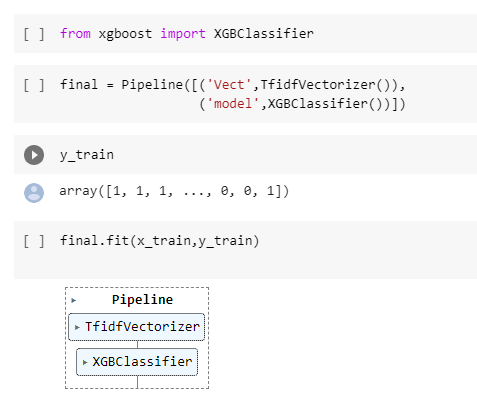 [ ] from xgboost import XGBClassifier
[ ] final = Pipeline([('Vect',TfidfVectorizer()),
('model',XGBClassifier())])
y_train
array([1, 1, 1, ..., 0, 0, 1])
[ ] final.fit(x_train,y_train)
Pipeline
TfidfVectorizer
XGBClassifier